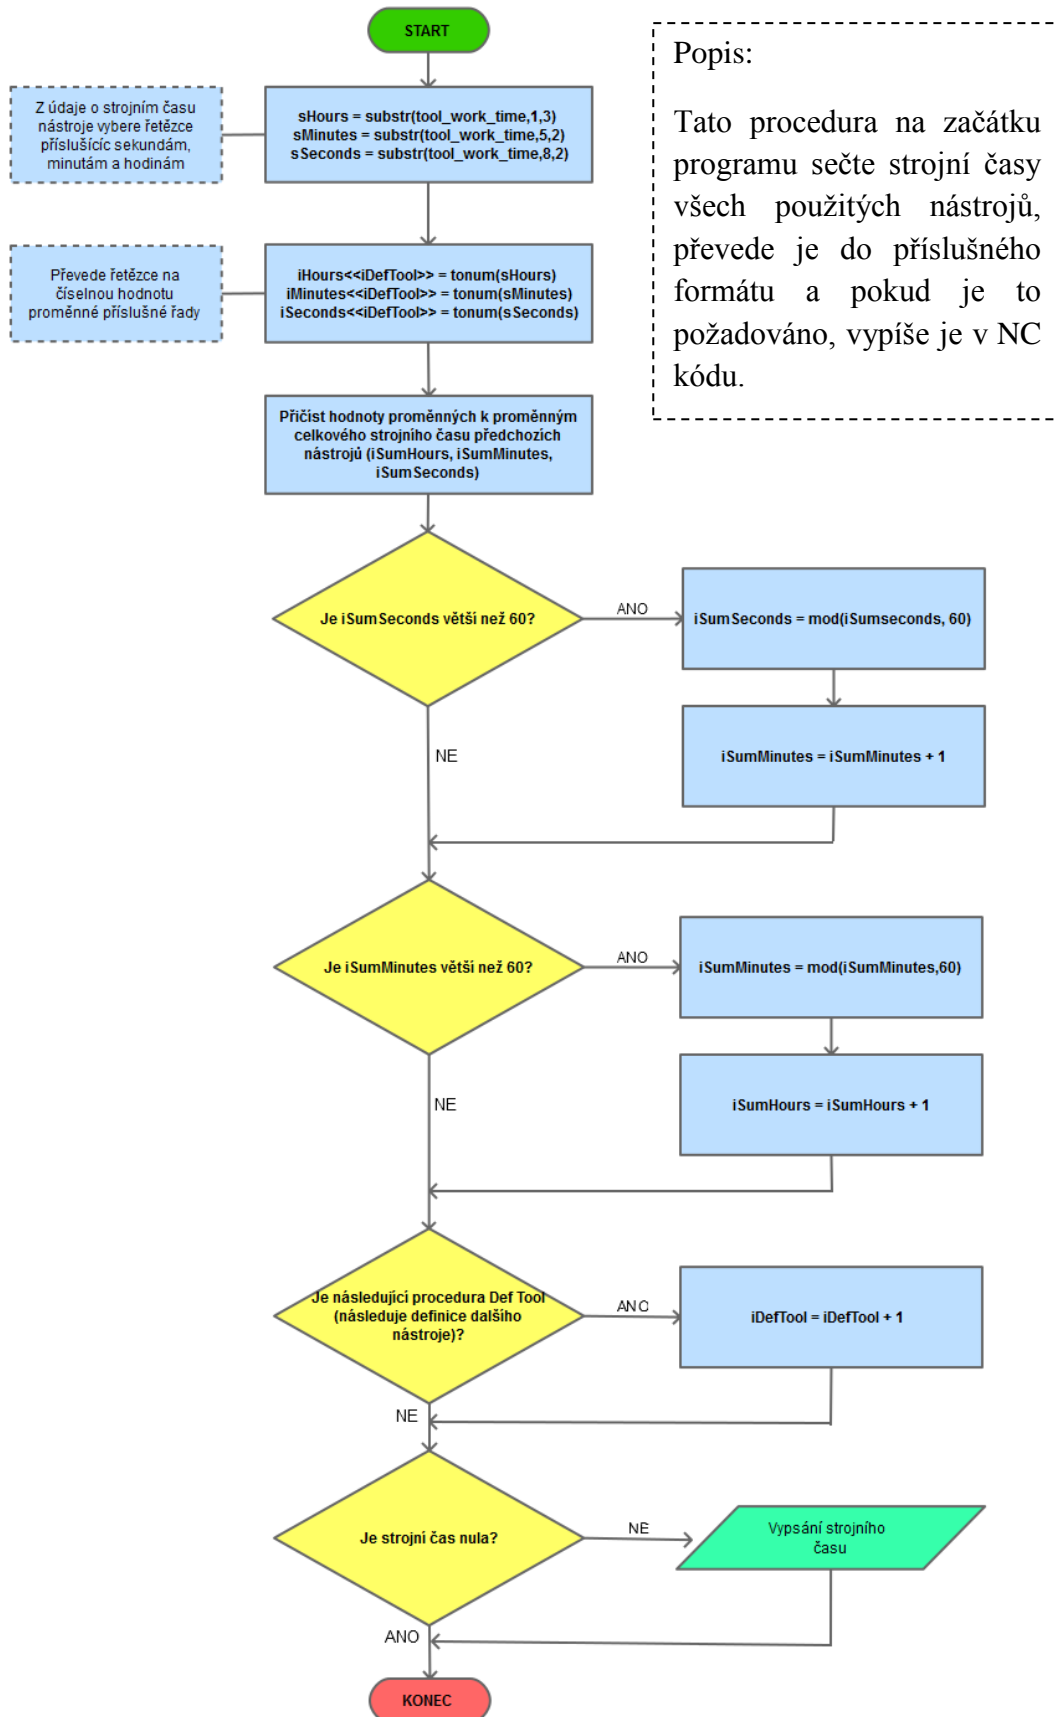 START
Popis:
Tato procedura na začátku
programu sečte strojní časy
všech použitých nástrojů,
převede je do příslušného
formátu a pokud je to
požadováno, vypíše je v NC
kódu.
Z údaje o strojním času
nástroje vybere řetězce
příslušícíc sekundám,
minutám a hodinám
sHours = substr(tool_work_time,1,3)
sMinutes = substr(tool_work_time,5,2)
sSeconds = substr(tool_work_time,8,2)
Převede řetězce na
číselnou hodnotu
proměnné příslušné řady
iHours<<iDefTool>> = tonum(sHours)
iMinutes<<iDefTool>> = tonum(sMinutes)
iSeconds<<iDefTool>> = tonum(sSeconds)
Přičíst hodnoty proměnných k proměnným
celkového strojního času předchozích
nástrojů (iSumHours, iSumMinutes,
iSumSeconds)
Je iSumSeconds větší než 60?
ANO
iSumSeconds = mod(iSumseconds, 60)
iSumMinutes = iSumMinutes + 1
NE
Je iSumMinutes větší než 60?
ANO
iSumMinutes = mod(iSumMinutes,60)
iSumHours = iSumHours + 1
NE
Je následující procedura Def Tool
(následuje definice dalšího
nástroje)?
ANO
iDefTool = iDefTool + 1
NE
Je strojní čas nula?
NE
Vypsání strojního
času
ANO
KONEC